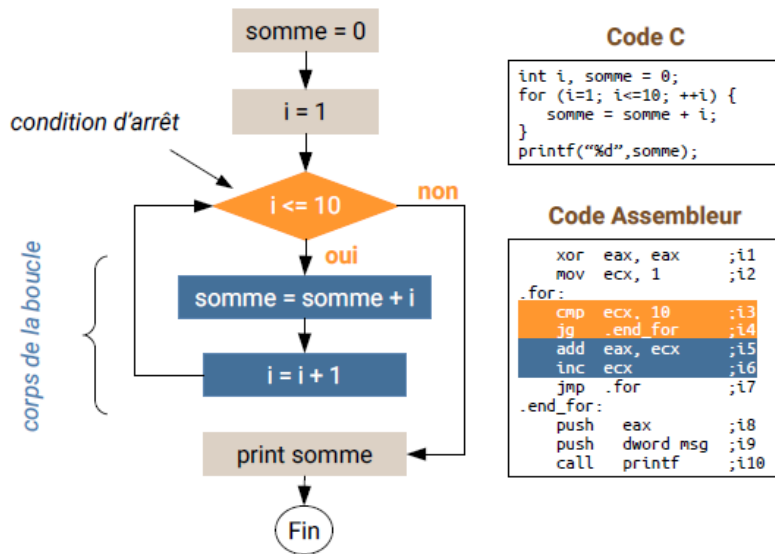 somme = 0
i = 1
condition d'arrêt
i <= 10
non
oui
corps de la boucle
somme = somme + i
i = i + 1
print somme
Fin
Code C
int i, somme = 0;
for (i=1; i<=10; ++i) {
somme = somme + i;
}
printf(“%d”,somme);
Code Assembleur
xor eax, eax ;i1
mov ecx, 1 ;i2
.for:
cmp ecx, 10 ;i3
jg .end_for ;i4
add eax, ecx ;i5
inc ecx ;i6
jmp .for ;i7
.end_for:
push eax ;i8
push dword msg ;i9
call printf ;i10